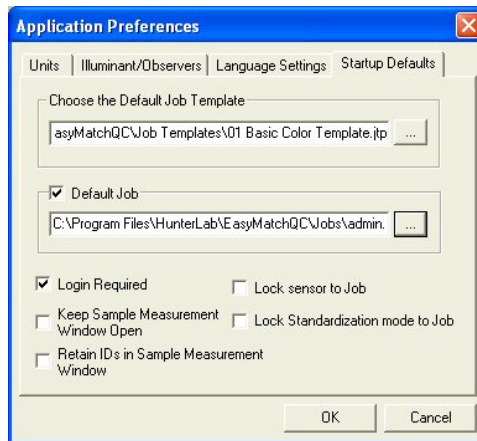 Application Preferences
Units Illuminant/Observers Language Settings Startup Defaults
Choose the Default Job Template
asyMatchQC\Job Templates\01 Basic Color Template.jtp ...
Default Job
C:\Program Files\HunterLab\EasyMatchQC\Jobs\admin. ...
Login Required
Lock sensor to Job
Keep Sample Measurement
Window Open
Lock Standardization mode to Job
Retain IDs in Sample Measurement
Window
OK Cancel